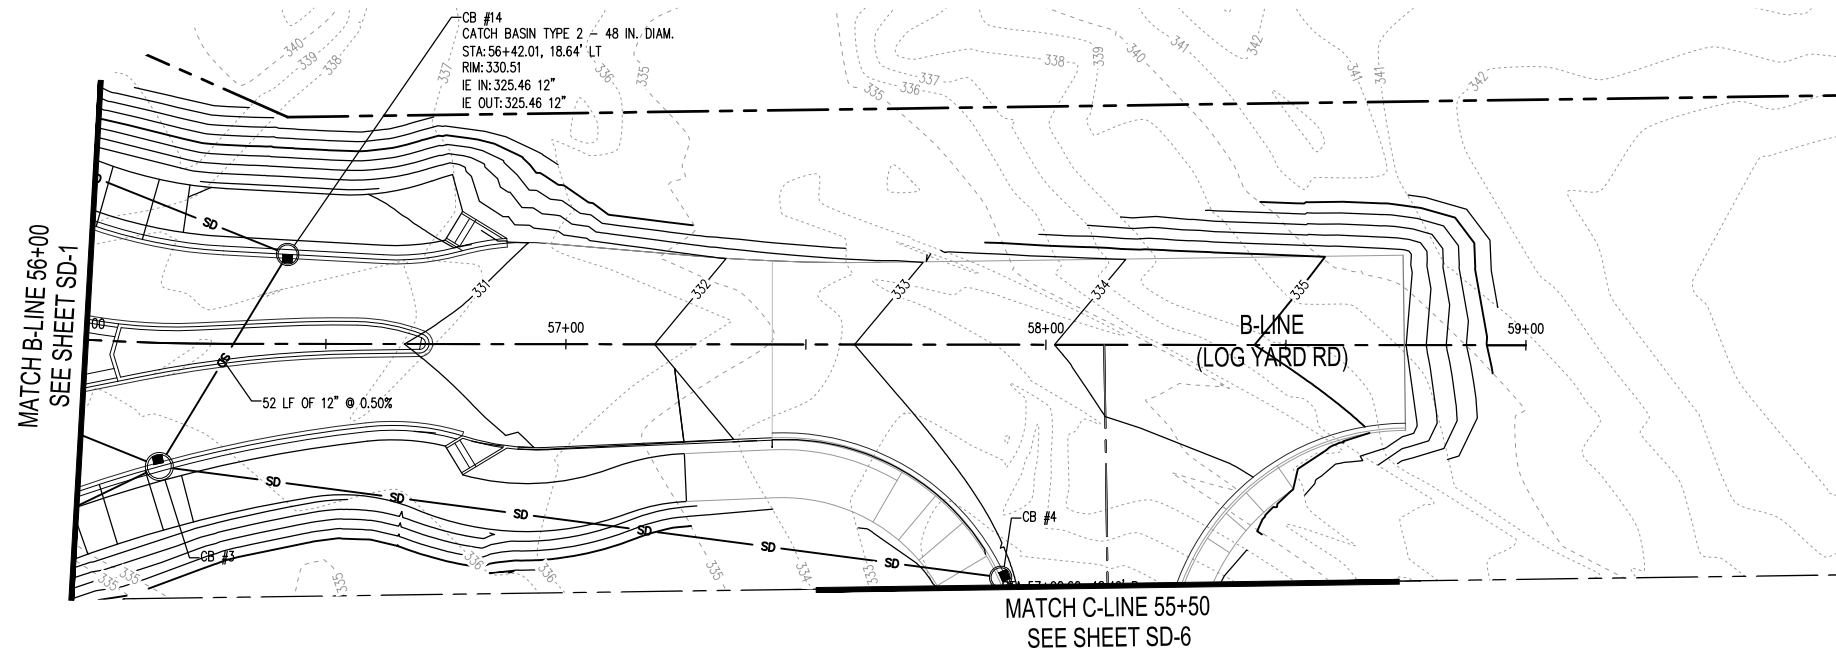 CB #14
CATCH BASIN TYPE 2 - 48 IN. DIAM.
STA:56+42.01, 18.64' LT
RIM:330.51
IE IN:325.46 12"
IE OUT:325.46 12"
340
339
338
337
336
335
335
336
337
338
339
340
341
342
341
341
342
MATCH B-LINE 56+00
SEE SHEET SD-1
SD
331
332
333
334
335
00
57+00
58+00
59+00
B-LINE
(LOG YARD RD)
SD
52 LF OF 12" @ 0.50%
SD
SD
SD
SD
SD
SD
CB #3
CB #4
335
335
335
336
336
335
334
333
MATCH C-LINE 55+50
SEE SHEET SD-6